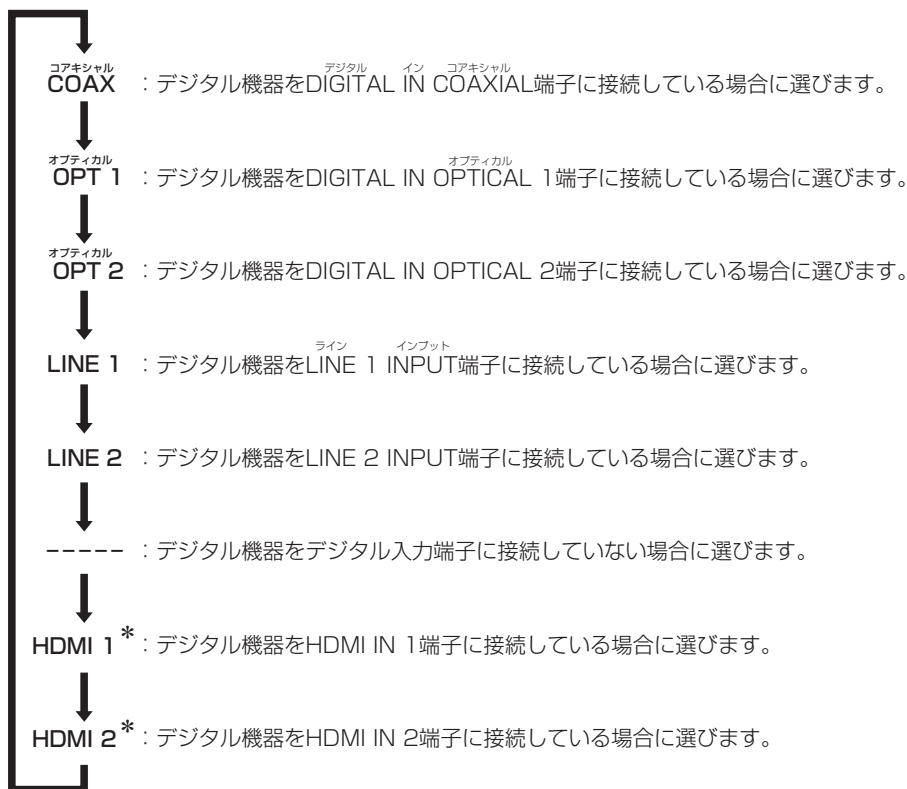 コアキシャル デジタル イン コアキシャル
COAX ：デジタル機器をDIGITAL IN COAXIAL端子に接続している場合に選びます。
オプティカル オプティカル
OPT 1 ：デジタル機器をDIGITAL IN OPTICAL 1端子に接続している場合に選びます。
オプティカル
OPT 2 ：デジタル機器をDIGITAL IN OPTICAL 2端子に接続している場合に選びます。
ライン インプット
LINE 1 ：デジタル機器をLINE 1 INPUT端子に接続している場合に選びます。
LINE 2 ：デジタル機器をLINE 2 INPUT端子に接続している場合に選びます。
----- ：デジタル機器をデジタル入力端子に接続していない場合に選びます。
HDMI 1*：デジタル機器をHDMI IN 1端子に接続している場合に選びます。
HDMI 2*：デジタル機器をHDMI IN 2端子に接続している場合に選びます。